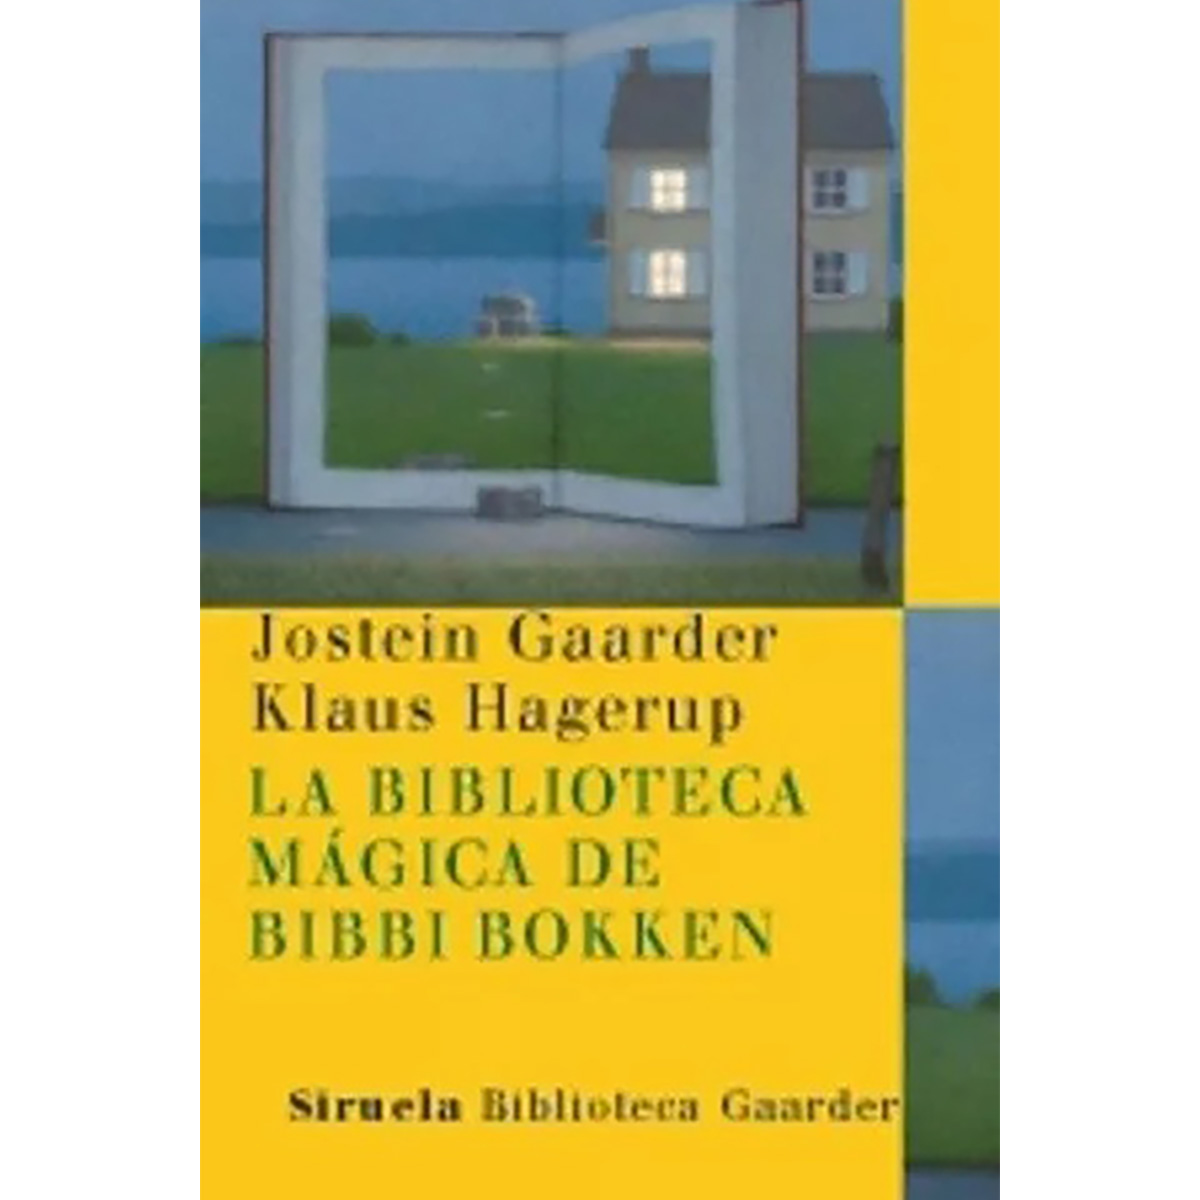 Jostein Gaarder
Klaus Hagerup
LA BIBLIOTECA
MÁGICA DE
BIBBI BOKKEN
Siruela Biblioteca Gaarder